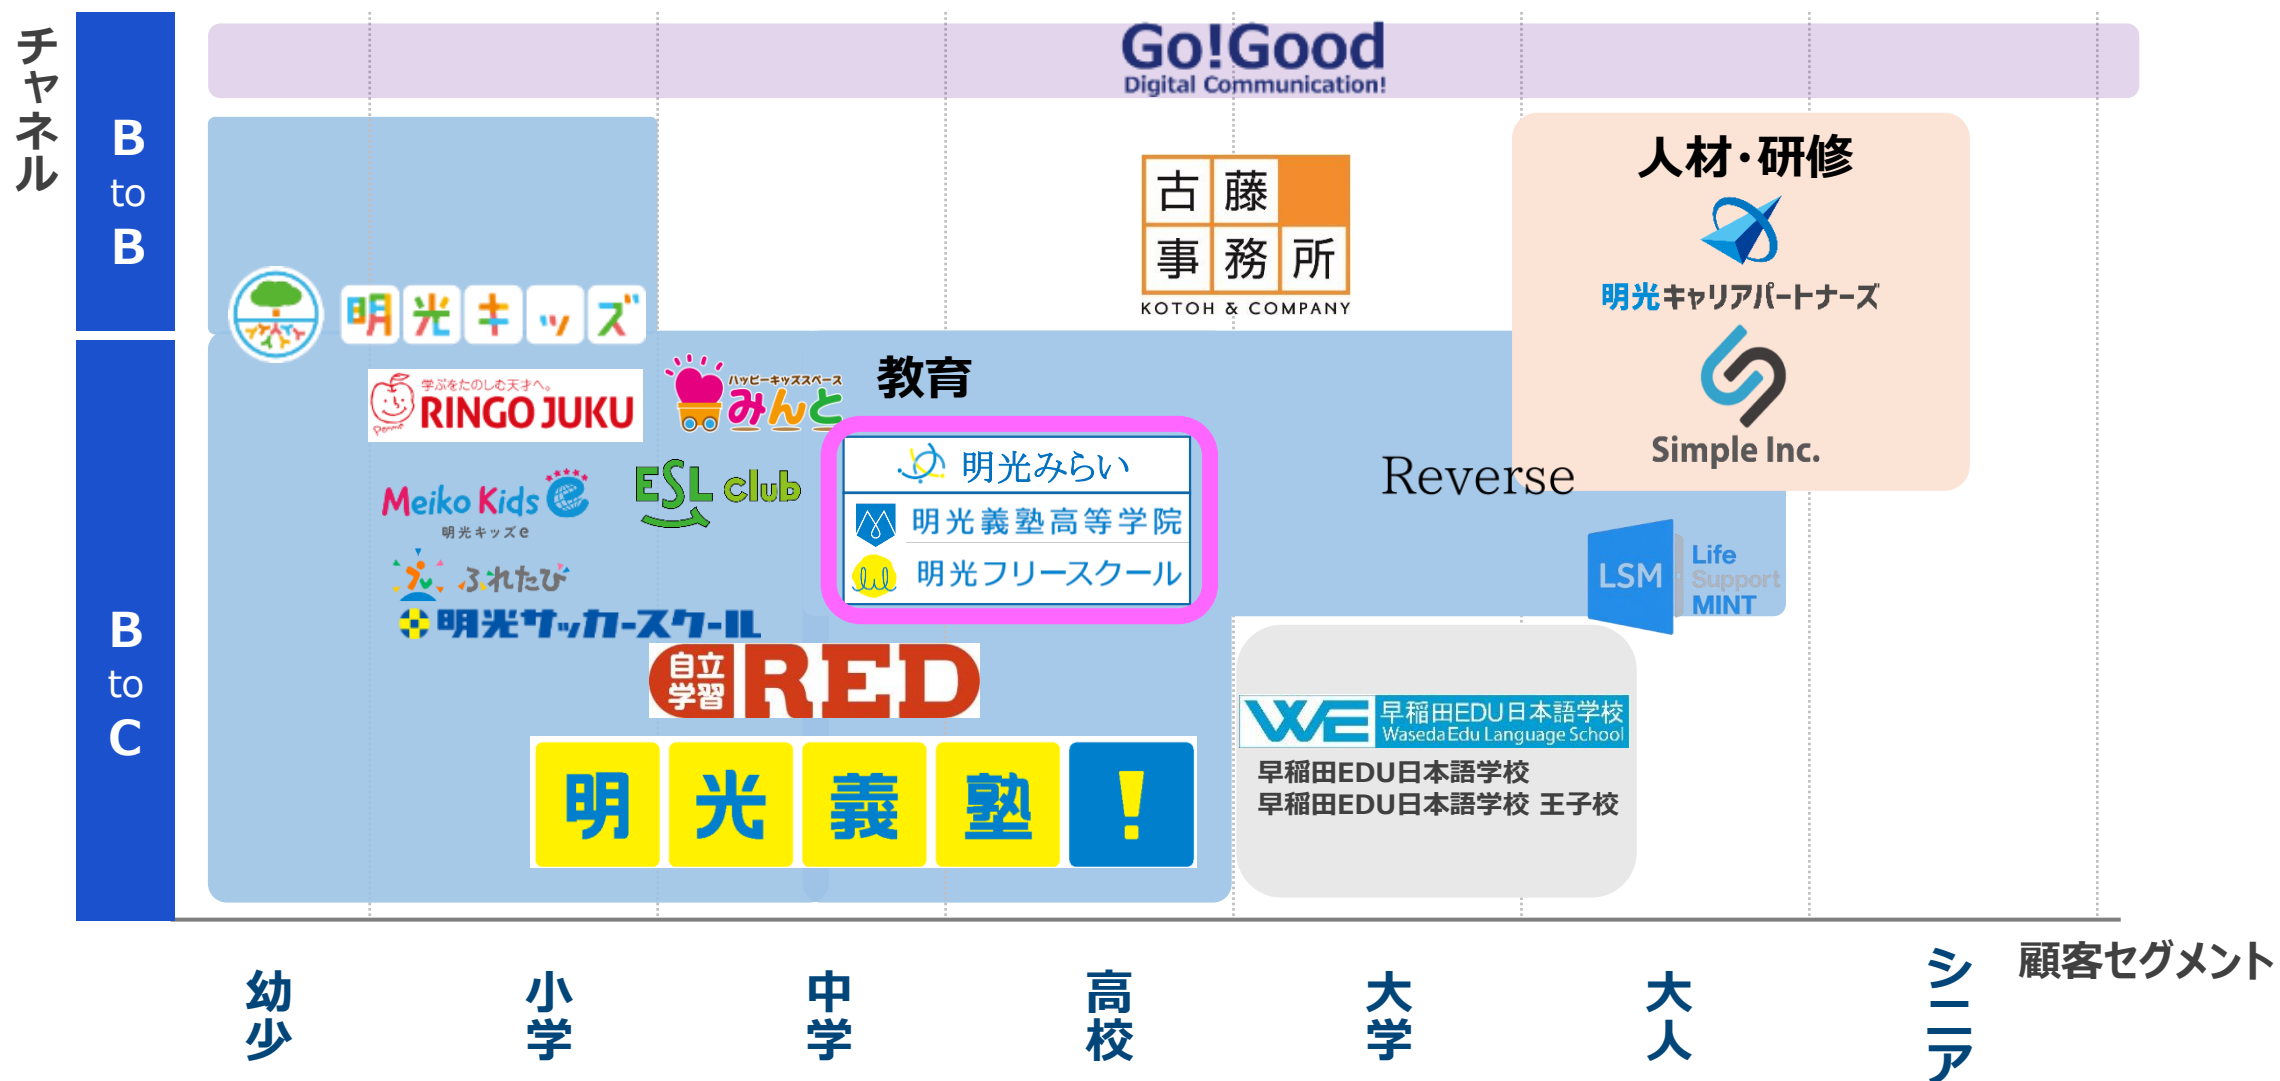 チャネル
Go!Good
Digital Communication!
B
to
B
人材・研修
古藤
事務所
KOTOH & COMPANY
明光キャリアパートナーズ
明光キッズ
Simple Inc.
教育
学ぶをたのしむ天才へ。
RINGO JUKU
ハッピーキッズスペース
みんと
明光みらい
明光義塾高等学院
明光フリースクール
Reverse
Meiko Kids e
明光キッズe
ESL club
ふれたび
明光サッカースクール
LSM
Life
Support
MINT
B
to
C
自立
学習
RED
明光義塾!
WE
早稲田EDU日本語学校
Waseda Edu Language School
早稲田EDU日本語学校
早稲田EDU日本語学校 王子校
顧客セグメント
幼少
小学
中学
高校
大学
大人
シニア